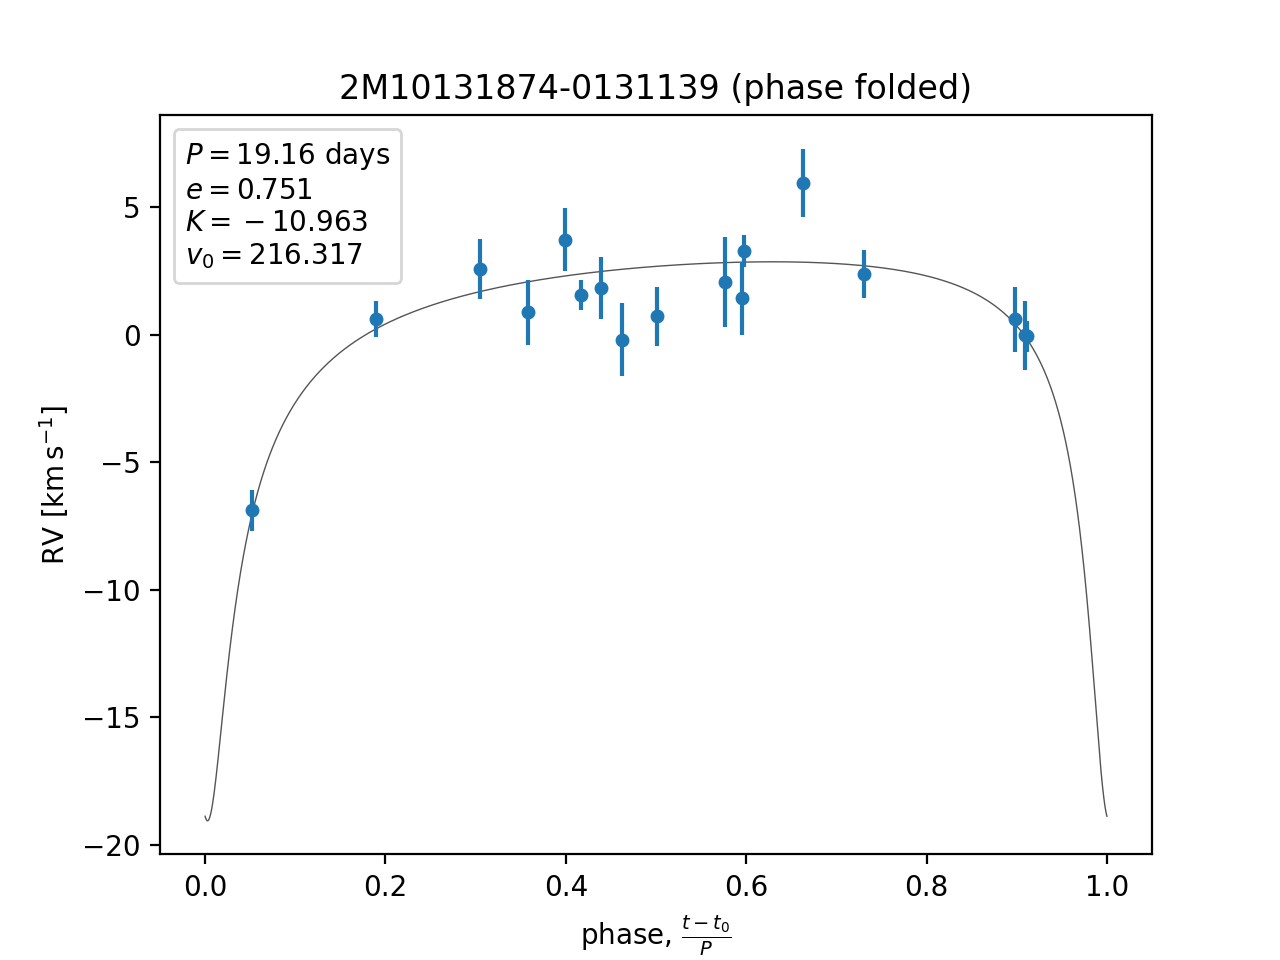 2M10131874-0131139 (phase folded)
P = 19.16 days
e = 0.751
K = −10.963
v₀ = 216.317
RV [km s⁻¹]
5
0
−5
−10
−15
−20
0.0 0.2 0.4 0.6 0.8 1.0
phase, (t − t₀)/P